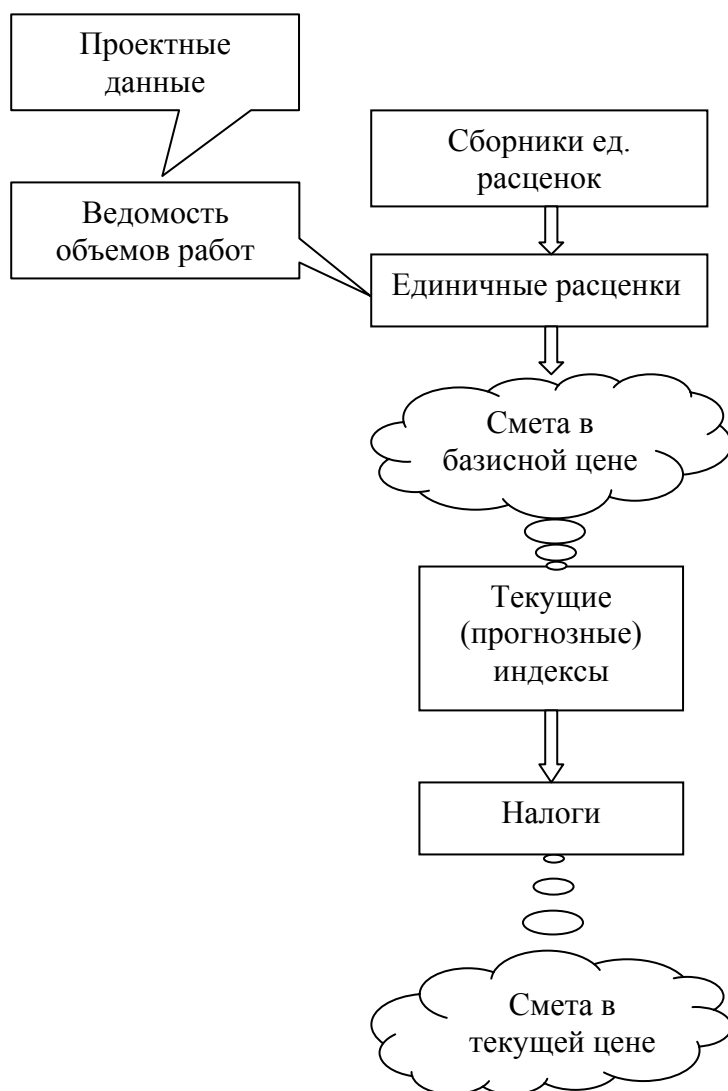 Проектные
данные
Сборники ед.
расценок
Ведомость
объемов работ
Единичные расценки
Смета в
базисной цене
Текущие
(прогнозные)
индексы
Налоги
Смета в
текущей цене